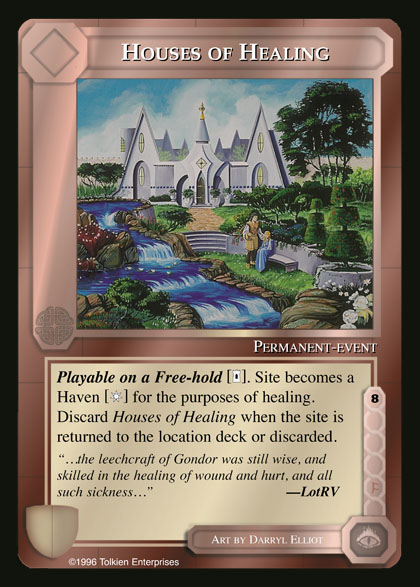 HOUSES OF HEALING
PERMANENT-EVENT
Playable on a Free-hold [ ]. Site becomes a
Haven [ ] for the purposes of healing.
Discard Houses of Healing when the site is
returned to the location deck or discarded.
“…the leechcraft of Gondor was still wise, and
skilled in the healing of wound and hurt, and all
such sickness…” —LotRV
8
ART BY DARRYL ELLIOT
©1996 Tolkien Enterprises